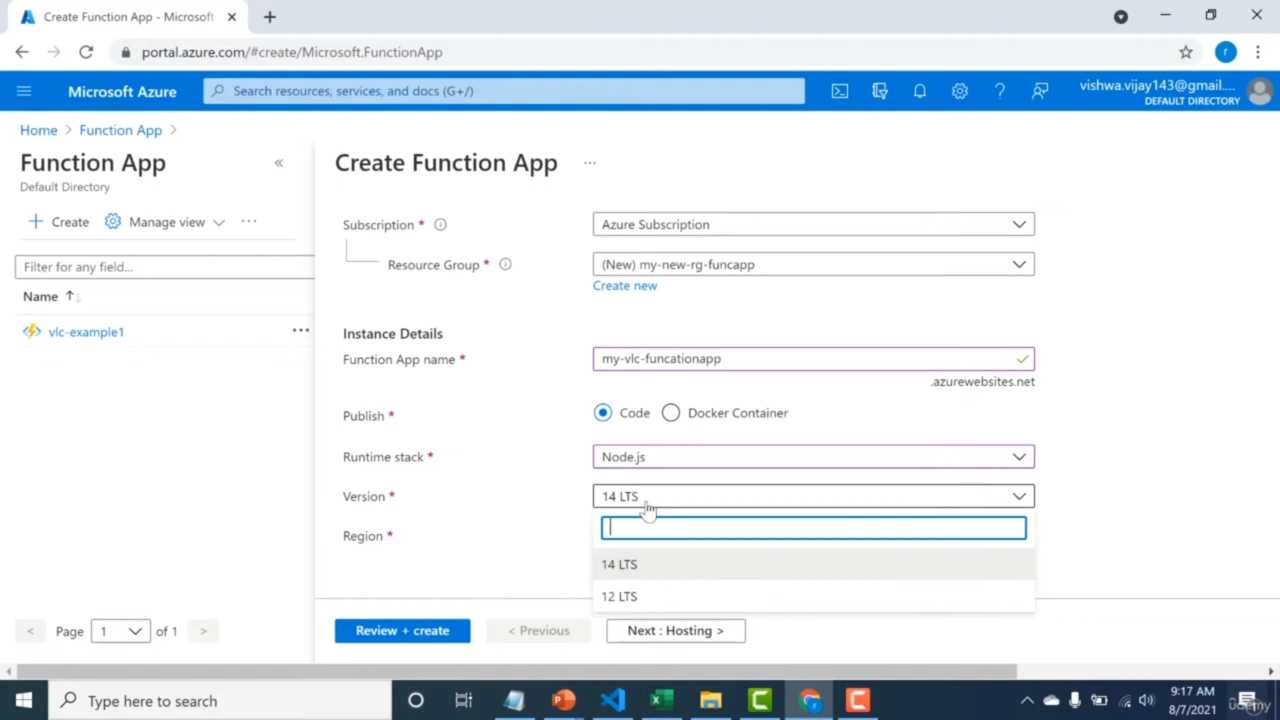 Create Function App - Microsoft
portal.azure.com/#create/Microsoft.FunctionApp
r
Microsoft Azure
Search resources, services, and docs (G+/)
vishwa.vijay143@gmail....
DEFAULT DIRECTORY
Home > Function App >
Function App
Default Directory
Create
Manage view
Filter for any field...
Name
vlc-example1
Page 1 of 1
Create Function App
Subscription *
Azure Subscription
Resource Group *
(New) my-new-rg-funcapp
Create new
Instance Details
Function App name *
my-vlc-funcationapp
.azurewebsites.net
Publish *
Code
Docker Container
Runtime stack *
Node.js
Version *
14 LTS
Region *
14 LTS
12 LTS
Review + create
< Previous
Next : Hosting >
Type here to search
9:17 AM
8/7/2021
udemy